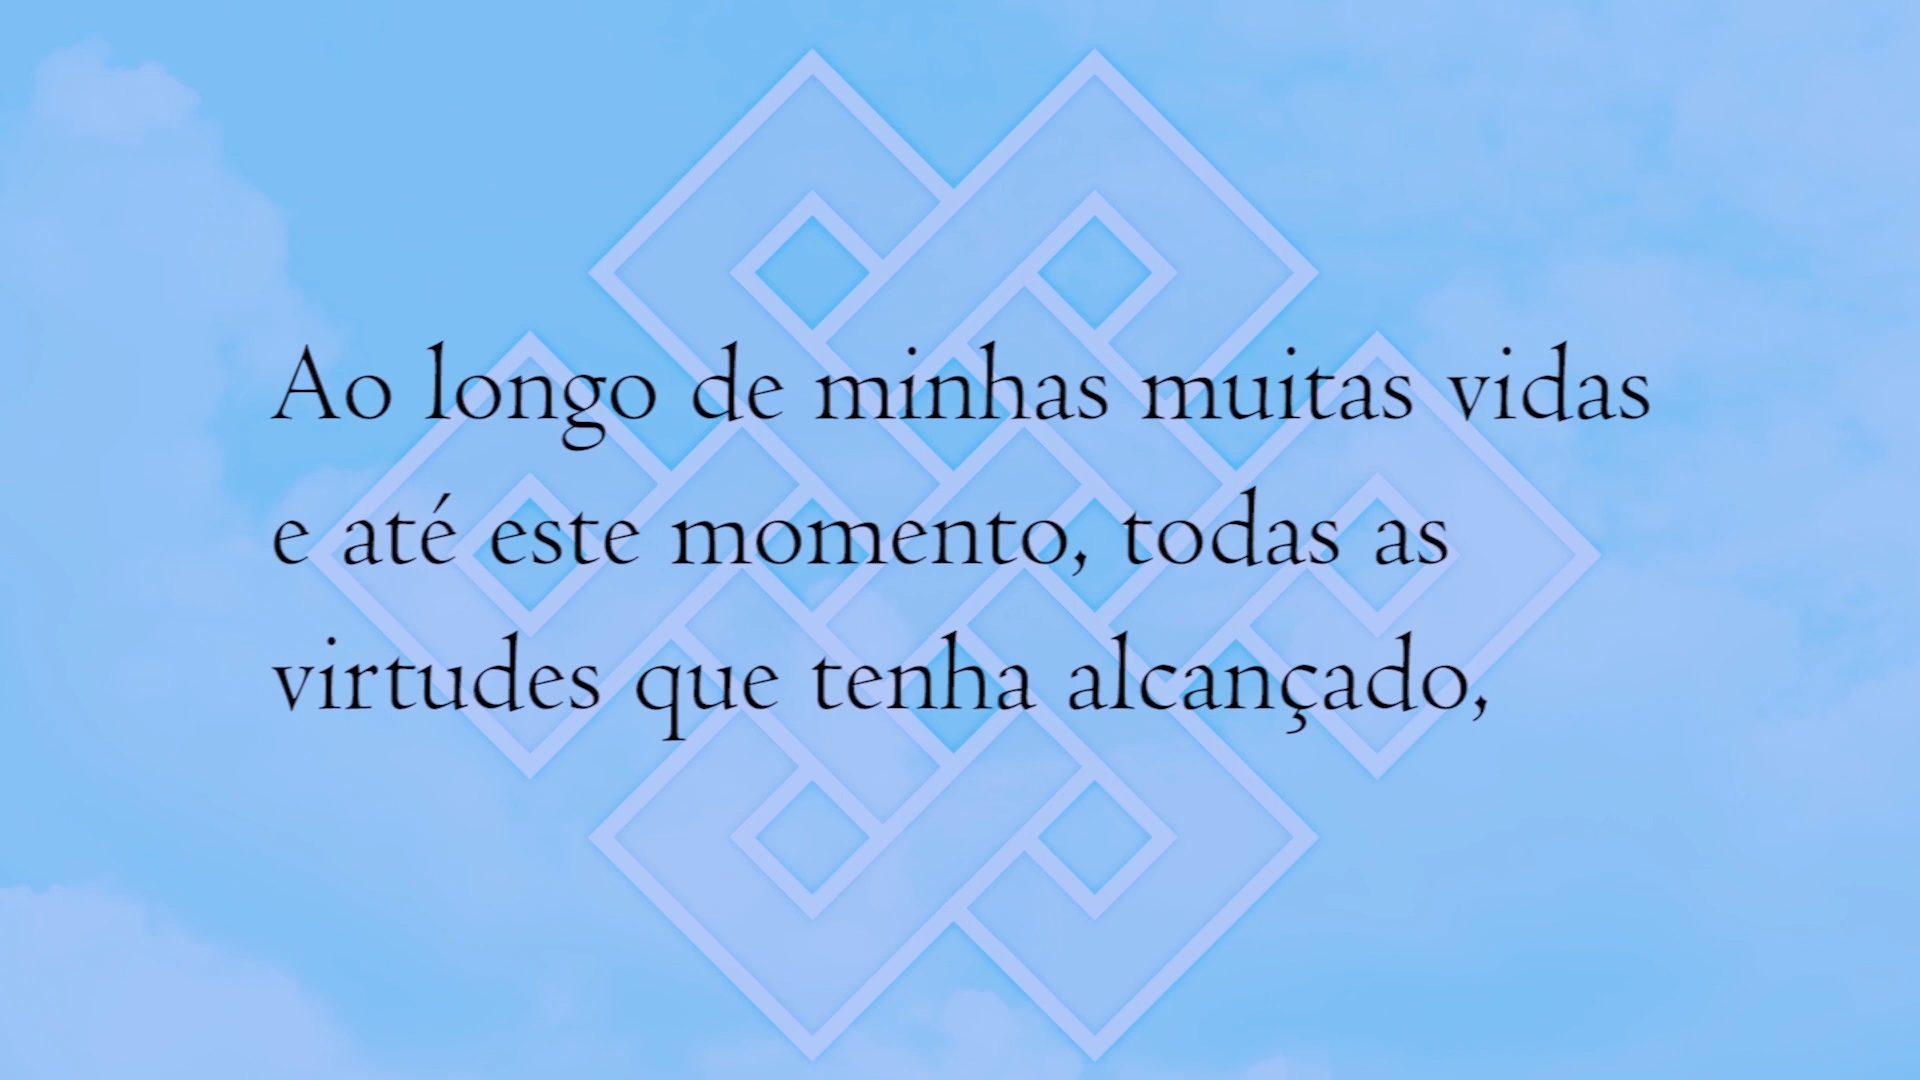 Ao longo de minhas muitas vidas
e até este momento, todas as
virtudes que tenha alcançado,